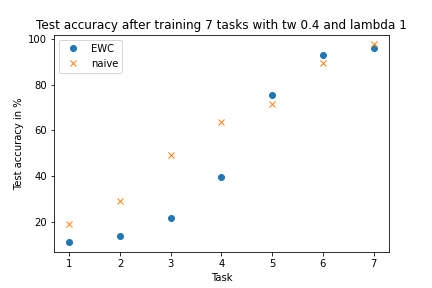 Test accuracy after training 7 tasks with tw 0.4 and lambda 1
100
80
60
40
20
Test accuracy in %
EWC
naive
1 2 3 4 5 6 7
Task